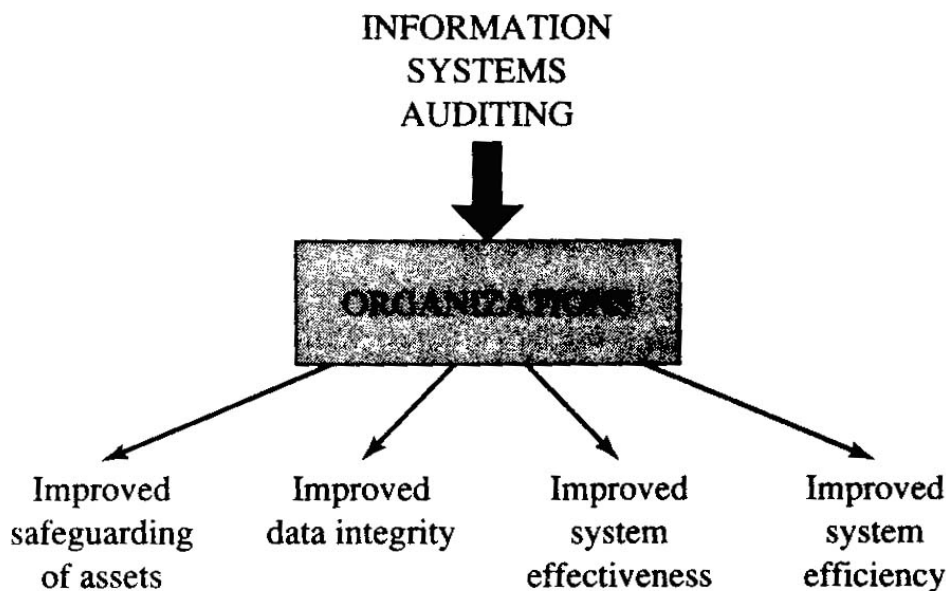 INFORMATION
SYSTEMS
AUDITING
ORGANIZATIONS
Improved
safeguarding
of assets
Improved
data integrity
Improved
system
effectiveness
Improved
system
efficiency